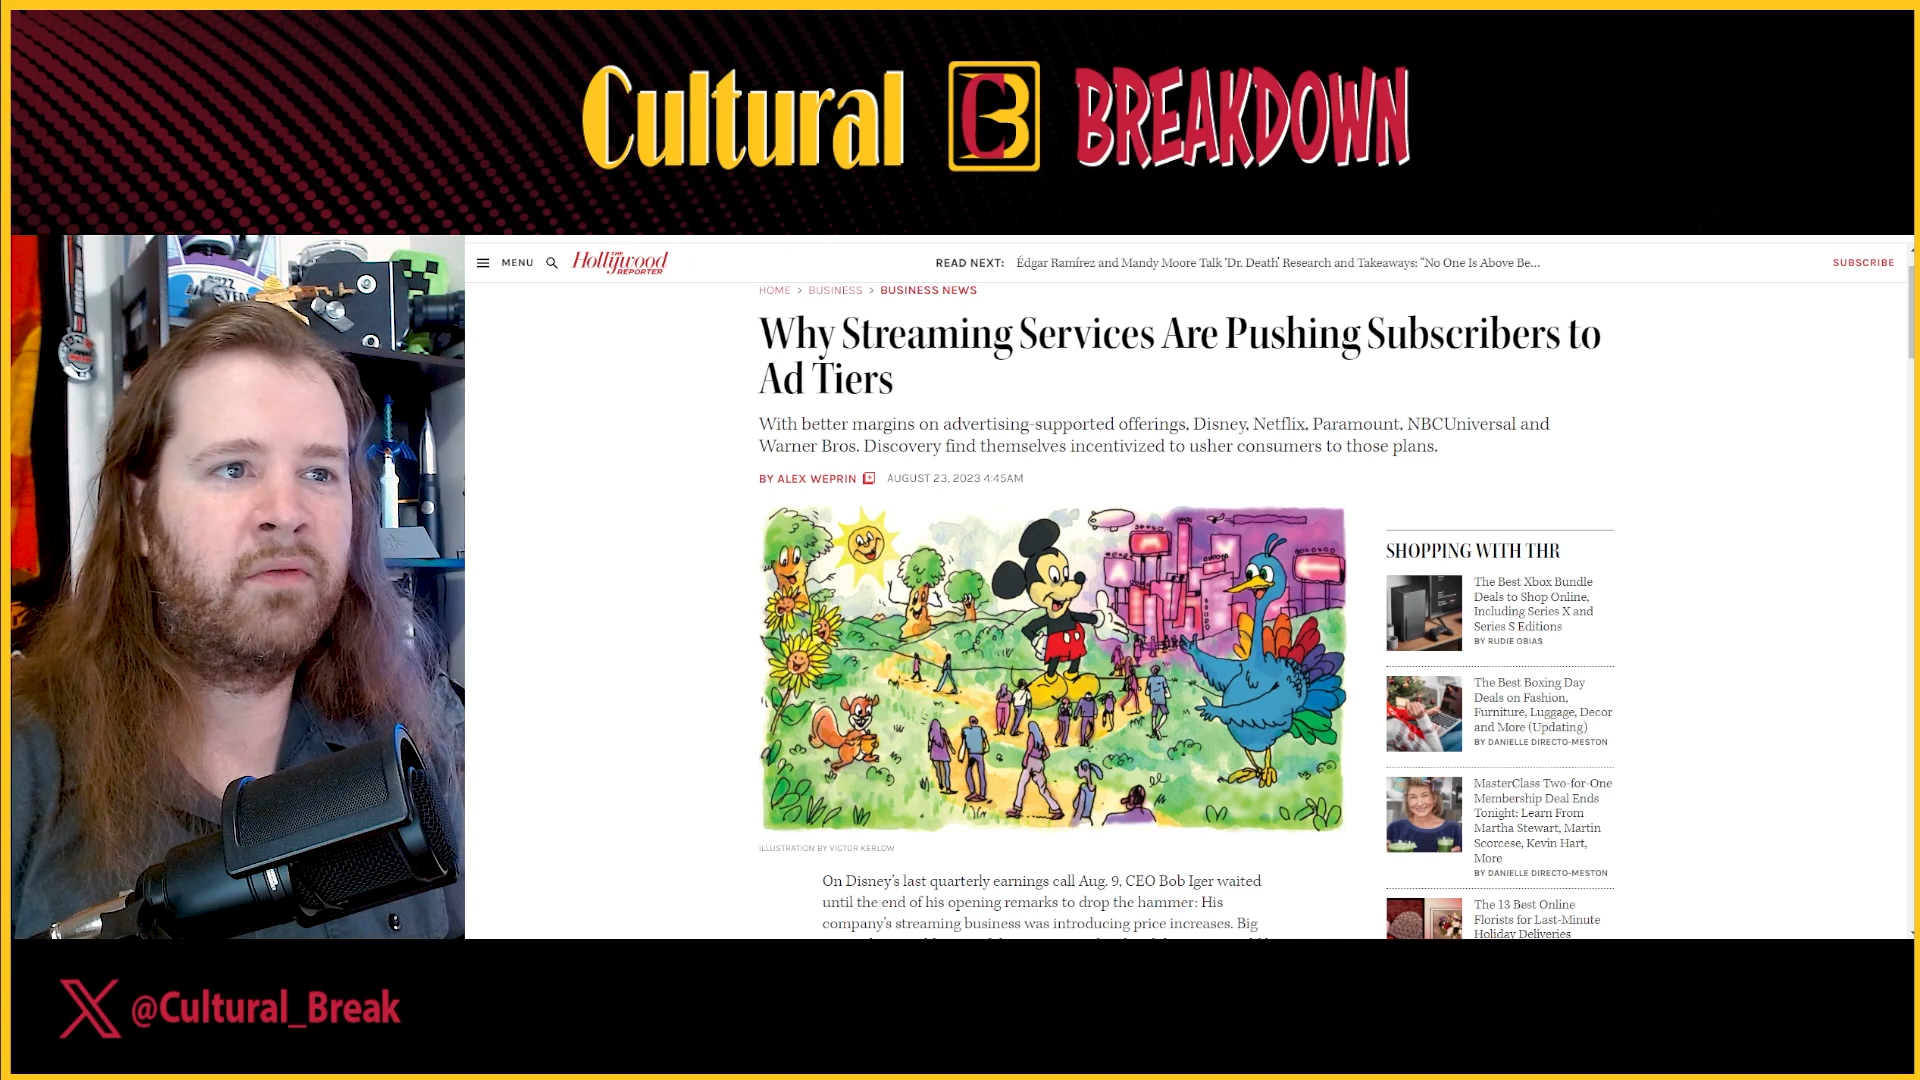 Cultural CB BREAKDOWN
MENU
THE Hollywood REPORTER
READ NEXT: Édgar Ramírez and Mandy Moore Talk 'Dr. Death' Research and Takeaways: “No One Is Above Be...
SUBSCRIBE
HOME > BUSINESS > BUSINESS NEWS
Why Streaming Services Are Pushing Subscribers to
Ad Tiers
With better margins on advertising-supported offerings, Disney, Netflix, Paramount, NBCUniversal and
Warner Bros. Discovery find themselves incentivized to usher consumers to those plans.
BY ALEX WEPRIN
AUGUST 23, 2023 4:45AM
ILLUSTRATION BY VICTOR KERLOW
On Disney’s last quarterly earnings call Aug. 9, CEO Bob Iger waited
until the end of his opening remarks to drop the hammer: His
company’s streaming business was introducing price increases. Big
SHOPPING WITH THR
The Best Xbox Bundle
Deals to Shop Online,
Including Series X and
Series S Editions
BY RUDIE OBIAS
The Best Boxing Day
Deals on Fashion,
Furniture, Luggage, Decor
and More (Updating)
BY DANIELLE DIRECTO-MESTON
MasterClass Two-for-One
Membership Deal Ends
Tonight: Learn From
Martha Stewart, Martin
Scorcese, Kevin Hart,
More
BY DANIELLE DIRECTO-MESTON
The 13 Best Online
Florists for Last-Minute
Holiday Deliveries
X @Cultural_Break